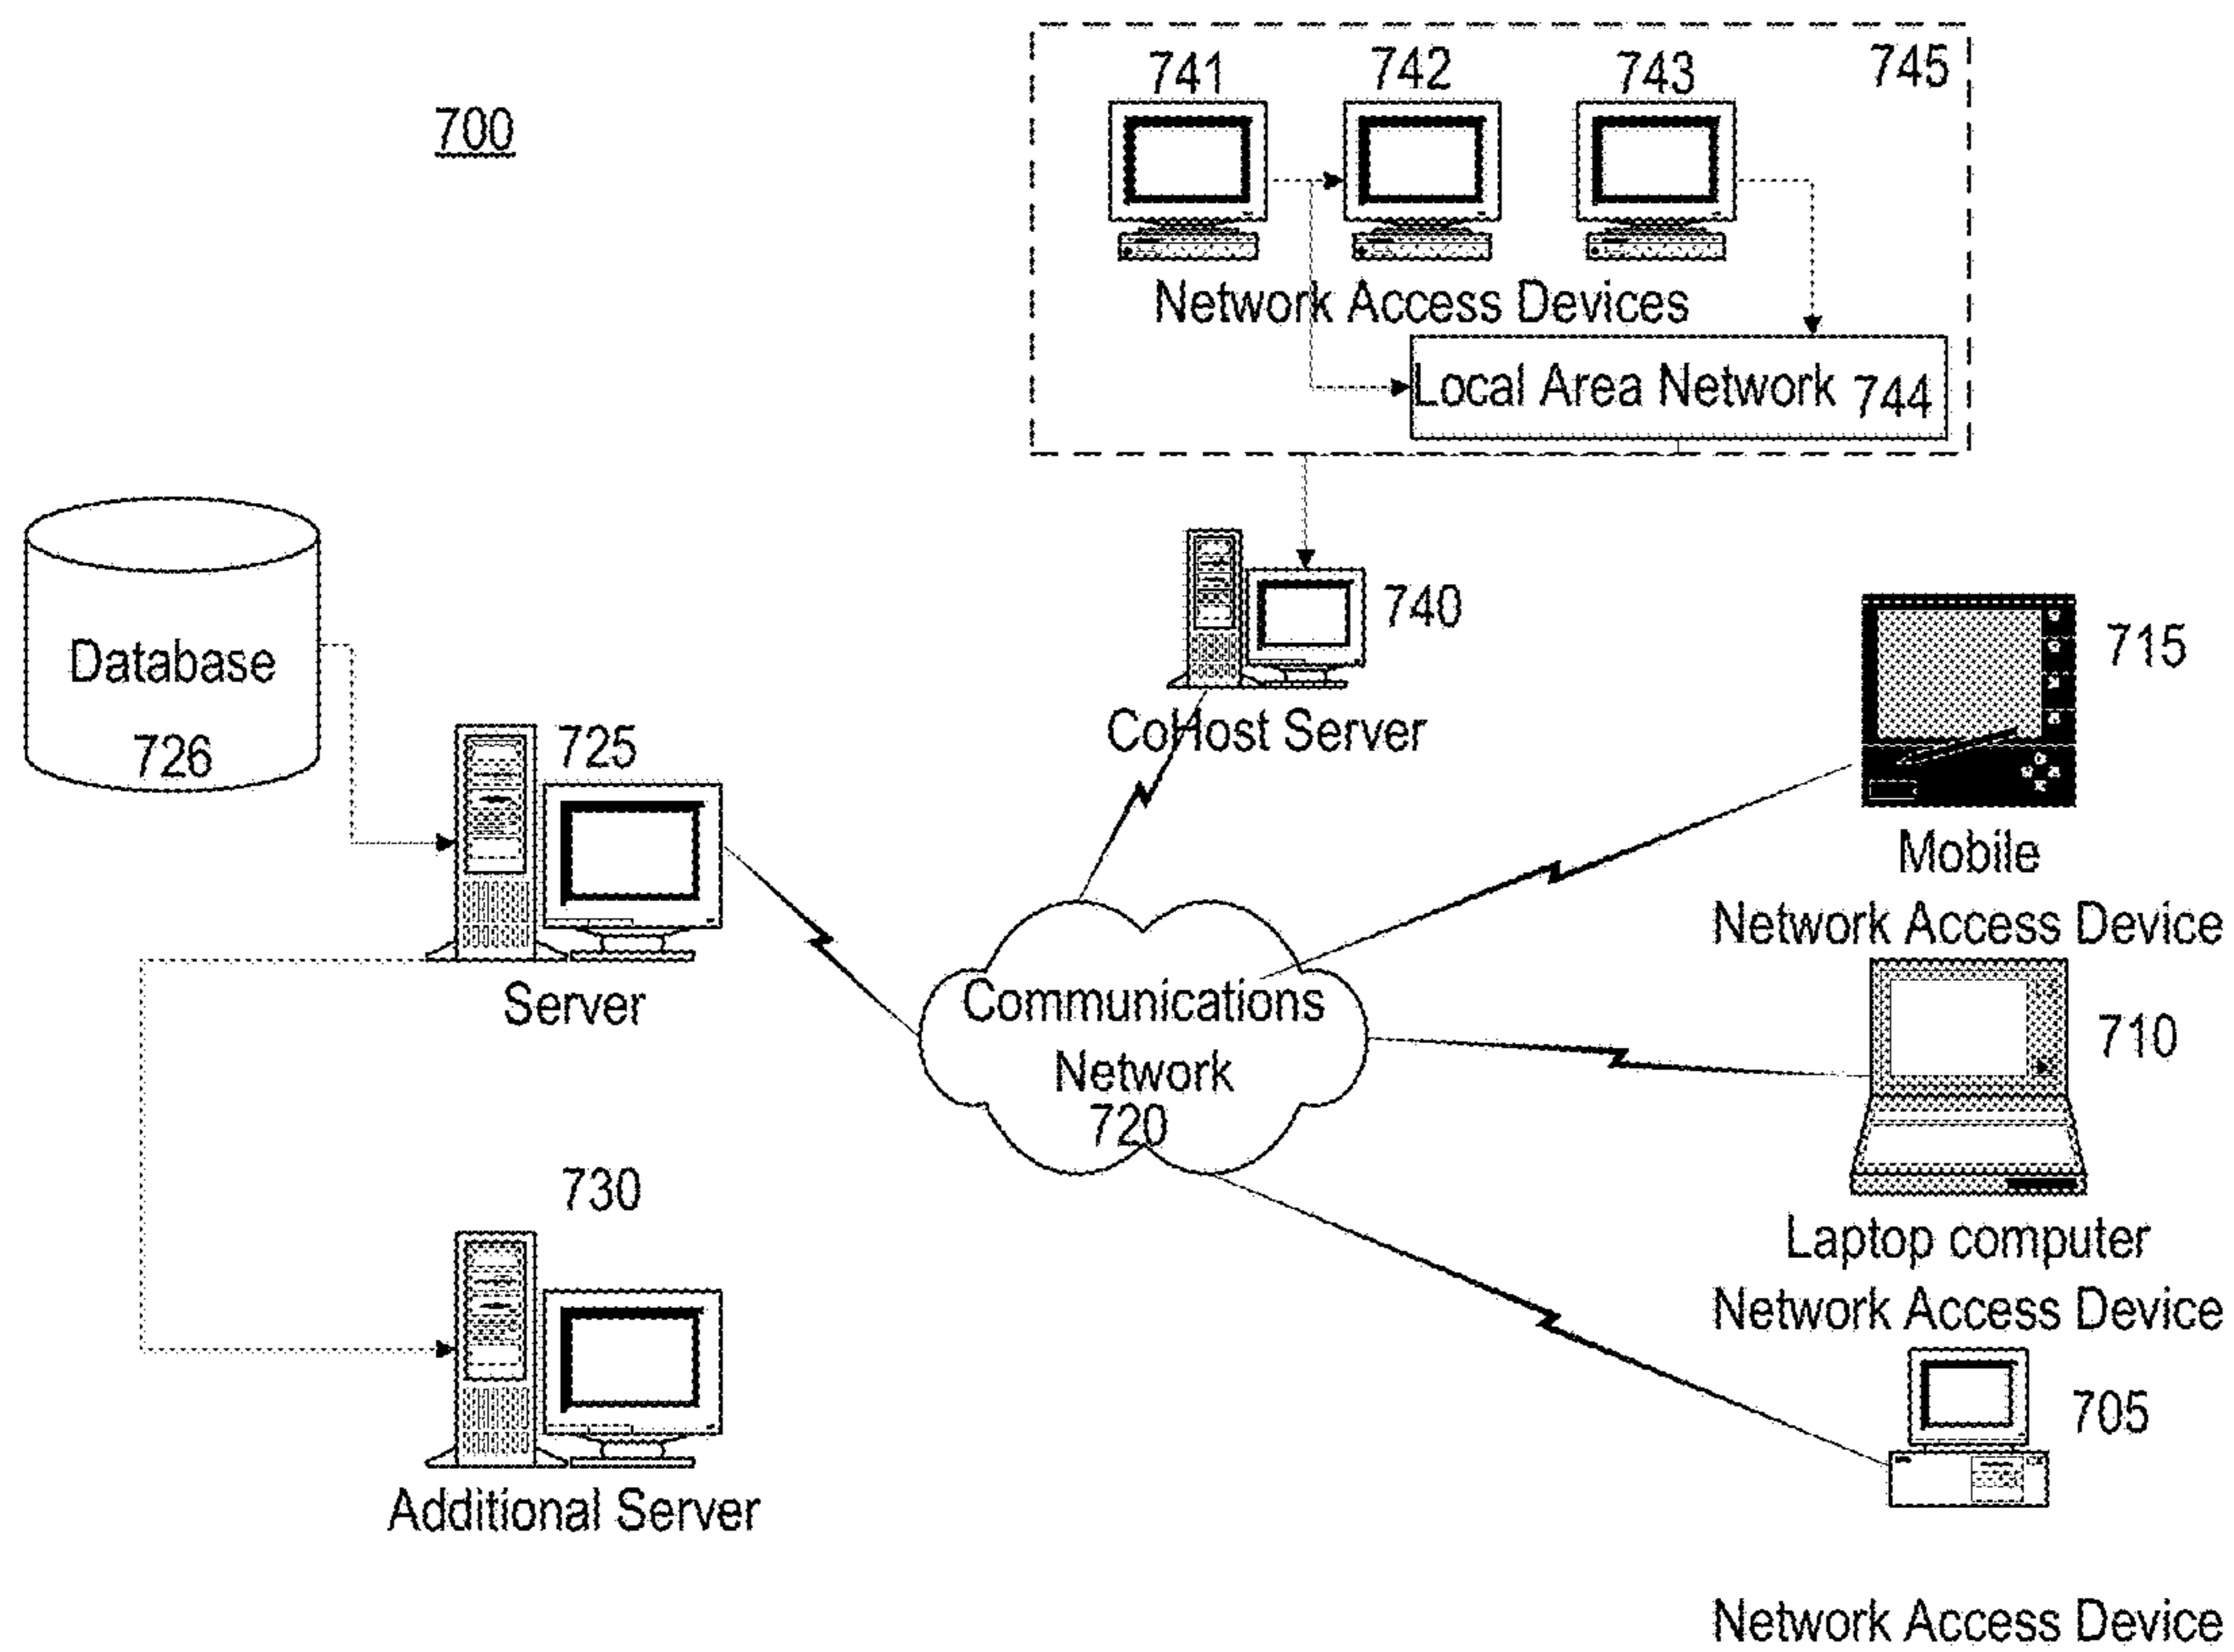 700
741 742 743 745
Network Access Devices
Local Area Network 744
Database
726
725
Server
740
CoHost Server
715
Mobile
Network Access Device
Communications
Network
720
710
Laptop computer
Network Access Device
730
Additional Server
705
Network Access Device